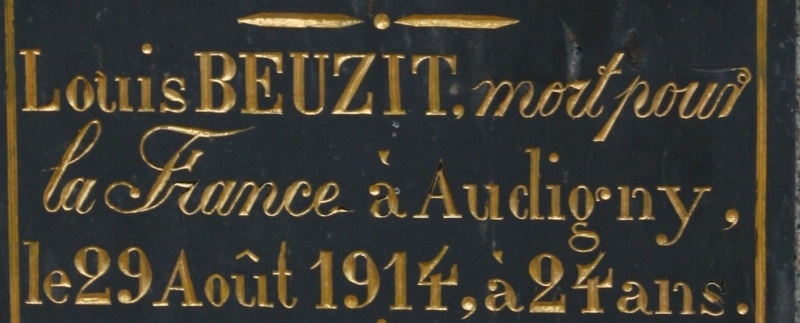 Louis BEUZIT, mort pour
la France à Audigny,
le 29 Août 1914, à 24 ans.